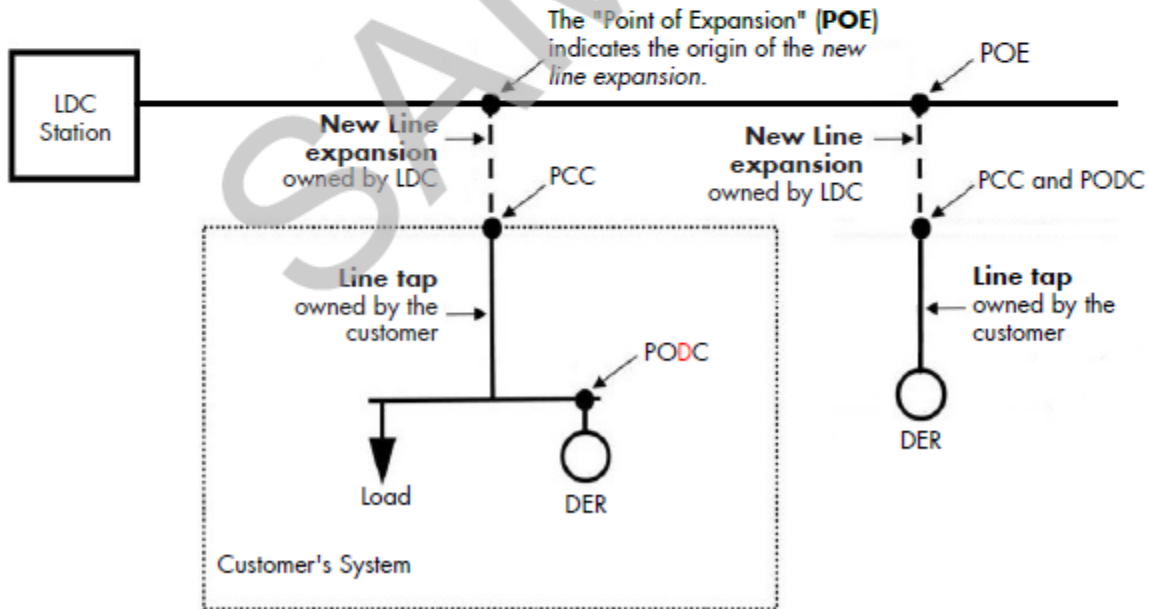 The "Point of Expansion" (POE)
indicates the origin of the new
line expansion.
POE
LDC
Station
New Line
expansion
owned by LDC
PCC
New Line
expansion
owned by LDC
PCC and PODC
Line tap
owned by the
customer
Line tap
owned by the
customer
PODC
Load
DER
DER
Customer's System